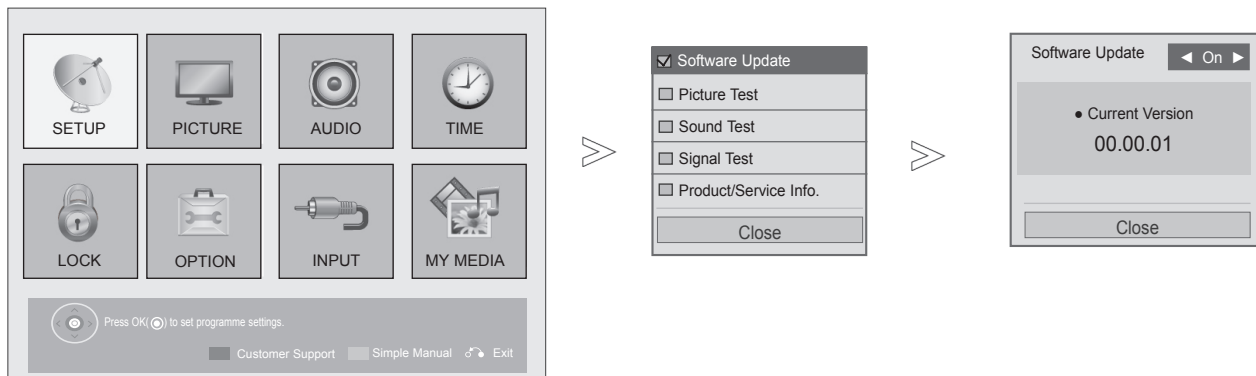 SETUP
PICTURE
AUDIO
TIME
LOCK
OPTION
INPUT
MY MEDIA
Press OK( ) to set programme settings.
Customer Support Simple Manual Exit
Software Update
Picture Test
Sound Test
Signal Test
Product/Service Info.
Close
Software Update ◄ On ►
● Current Version
00.00.01
Close